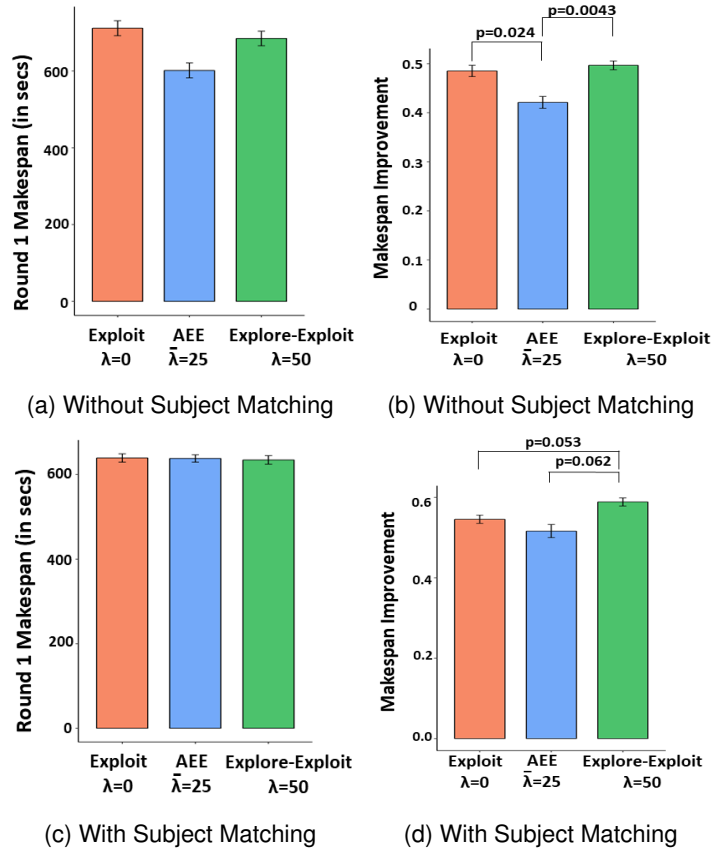 Round 1 Makespan (in secs)
600
400
200
0
Exploit AEE Explore-Exploit
λ=0 λ̄=25 λ=50
(a) Without Subject Matching
p=0.0043
p=0.024
Makespan Improvement
0.5
0.4
0.3
0.2
0.1
0
Exploit AEE Explore-Exploit
λ=0 λ̄=25 λ=50
(b) Without Subject Matching
Round 1 Makespan (in secs)
600
400
200
0
Exploit AEE Explore-Exploit
λ=0 λ̄=25 λ=50
(c) With Subject Matching
p=0.053
p=0.062
Makespan Improvement
0.6
0.4
0.2
0.0
Exploit AEE Explore-Exploit
λ=0 λ̄=25 λ=50
(d) With Subject Matching